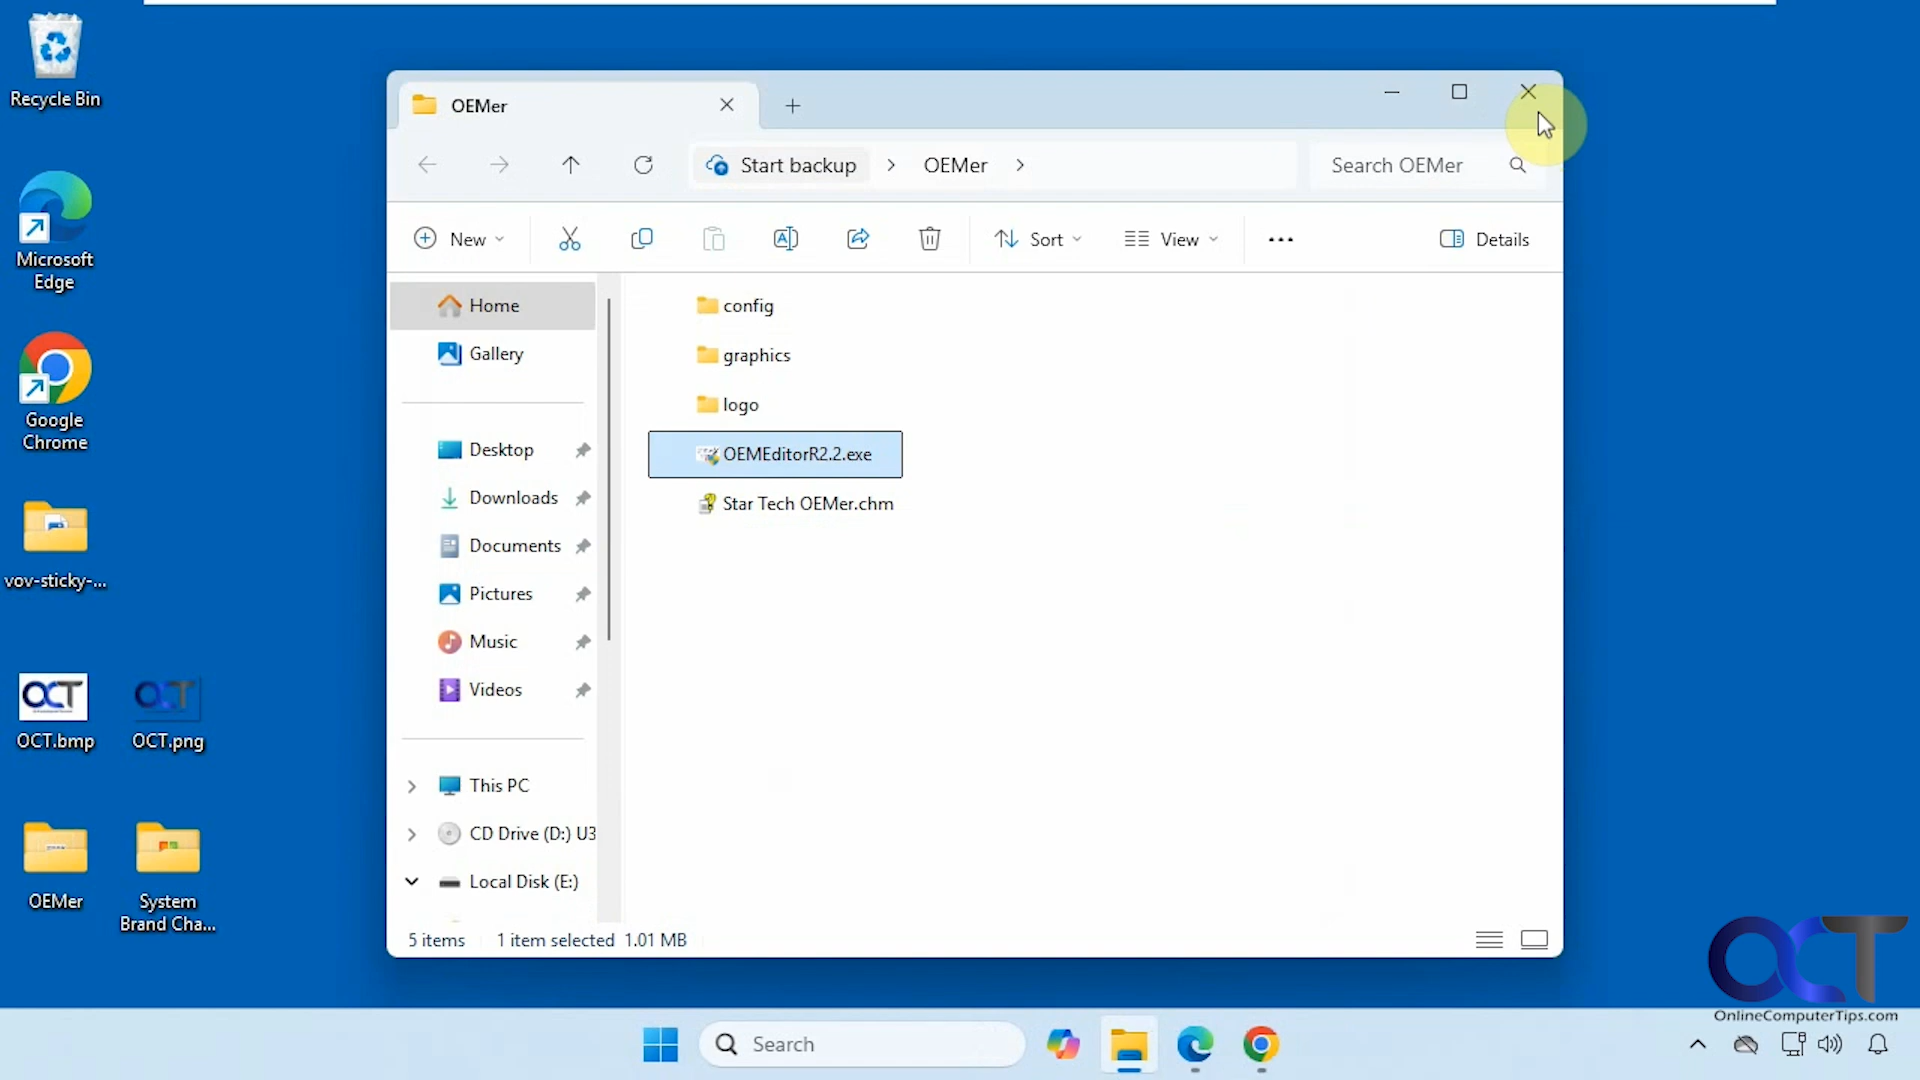 Recycle Bin
Microsoft
Edge
Google
Chrome
vov-sticky-...
OCT
OCT.bmp
OCT
OCT.png
OEMer
System
Brand Cha...
OEMer
Start backup
OEMer
Search OEMer
New
Sort
View
Details
Home
Gallery
Desktop
Downloads
Documents
Pictures
Music
Videos
This PC
CD Drive (D:) U3
Local Disk (E:)
config
graphics
logo
OEMEditorR2.2.exe
Star Tech OEMer.chm
5 items
1 item selected 1.01 MB
OCT
OnlineComputerTips.com
Search